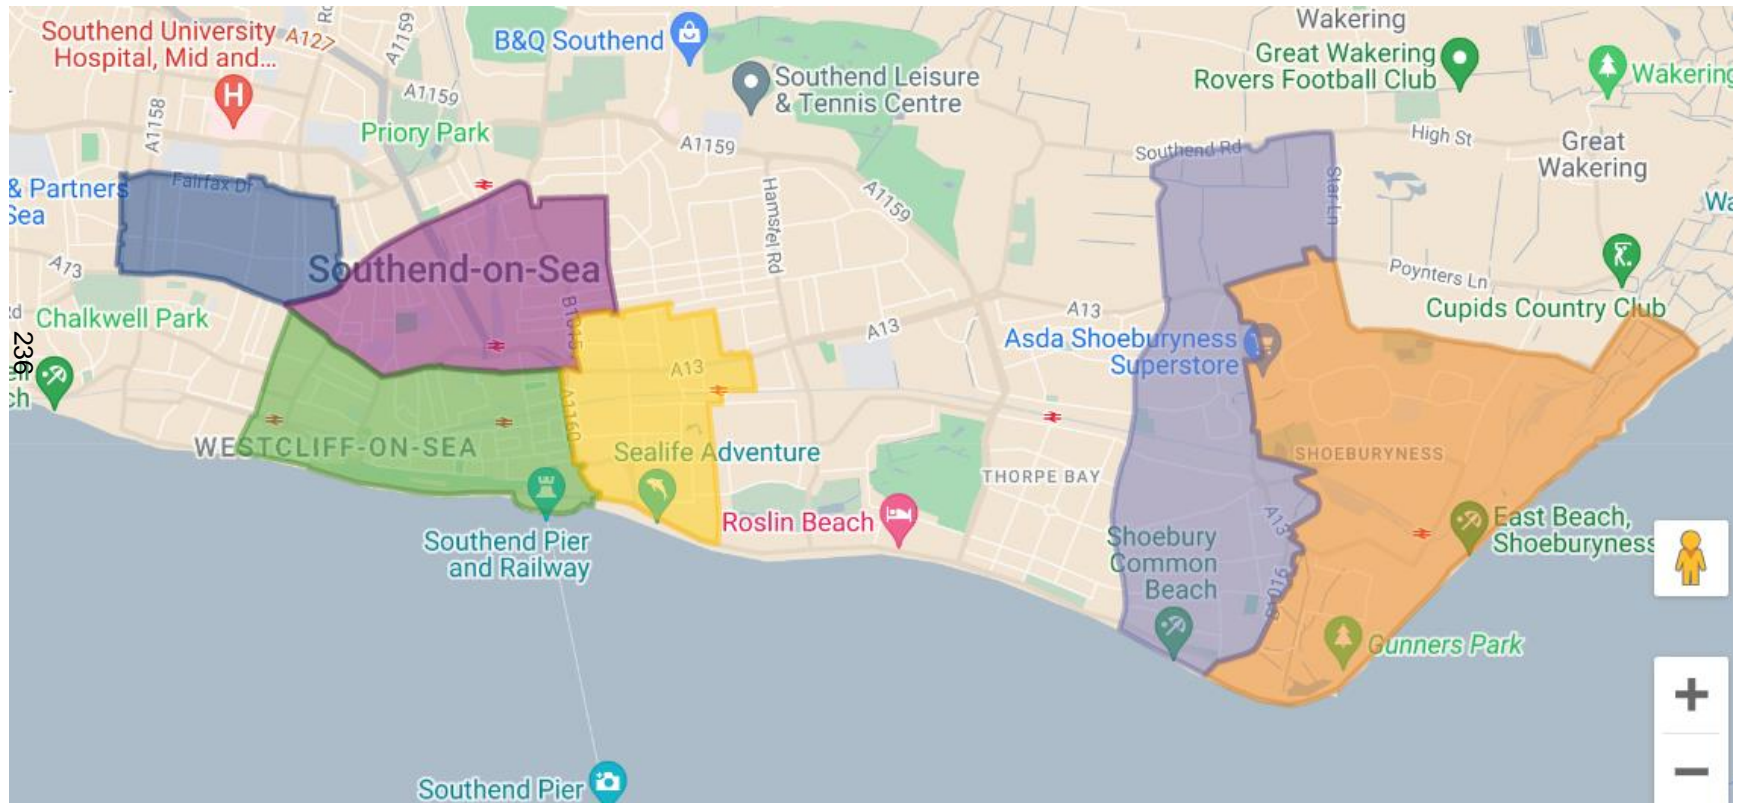 Southend University
Hospital, Mid and...
A127
A1159
B&Q Southend
Wakering
Great Wakering
Rovers Football Club
Wakering
Southend Leisure
& Tennis Centre
A1158
A1159
Priory Park
A1159
Southend Rd
High St
Great
Wakering
& Partners
Sea
Fairfax Dr
Hamstel Rd
A1159
Star Ln
A13
Southend-on-Sea
Poynters Ln
Chalkwell Park
A13
A13
Cupids Country Club
236
Asda Shoeburyness
Superstore
A13
A1160
WESTCLIFF-ON-SEA
Sealife Adventure
THORPE BAY
SHOEBURYNESS
Roslin Beach
A13
East Beach,
Shoeburyness
Southend Pier
and Railway
Shoebury
Common
Beach
B1016
Gunners Park
Southend Pier